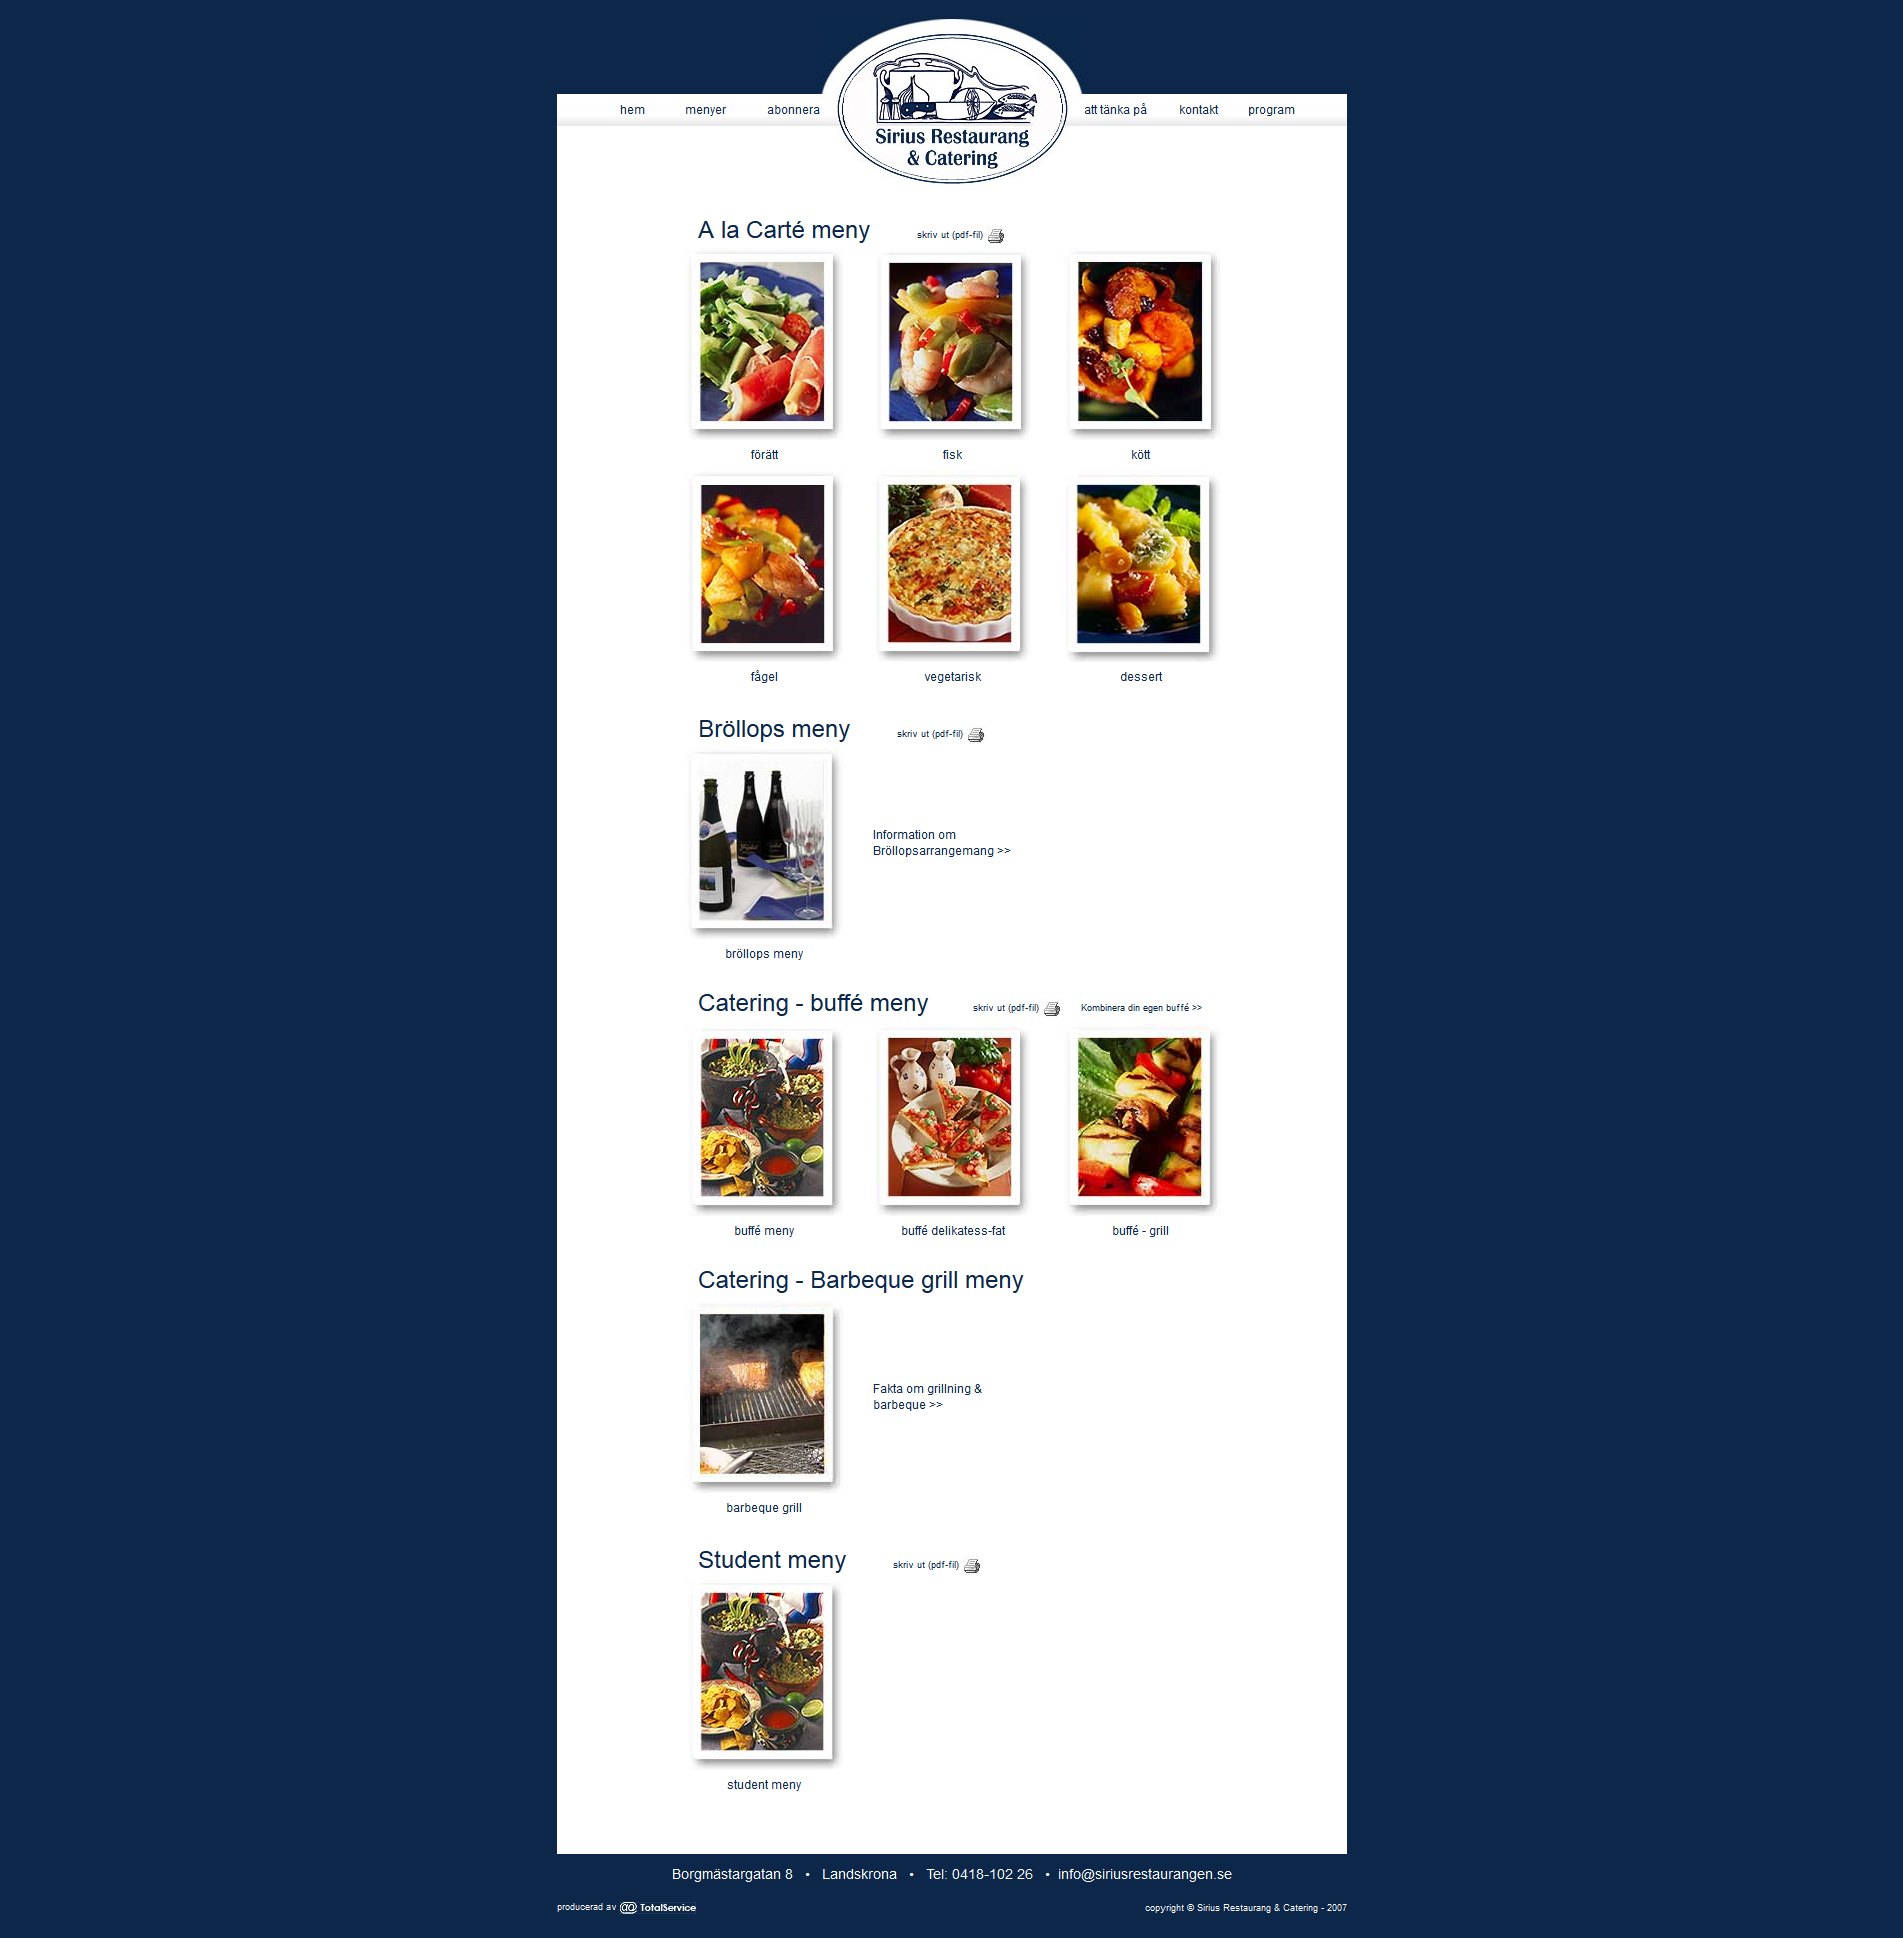 hem
menyer
abonnera
Sirius Restaurang
& Catering
att tänka på
kontakt
program
A la Carté meny
skriv ut (pdf-fil)
förätt
fisk
kött
fågel
vegetarisk
dessert
Bröllops meny
skriv ut (pdf-fil)
Information om
Bröllopsarrangemang >>
bröllops meny
Catering - buffé meny
skriv ut (pdf-fil)
Kombinera din egen buffé >>
buffé meny
buffé delikatess-fat
buffé - grill
Catering - Barbeque grill meny
Fakta om grillning &
barbeque >>
barbeque grill
Student meny
skriv ut (pdf-fil)
student meny
Borgmästargatan 8 • Landskrona • Tel: 0418-102 26 • info@siriusrestaurangen.se
producerad av @ TotalService
copyright © Sirius Restaurang & Catering - 2007